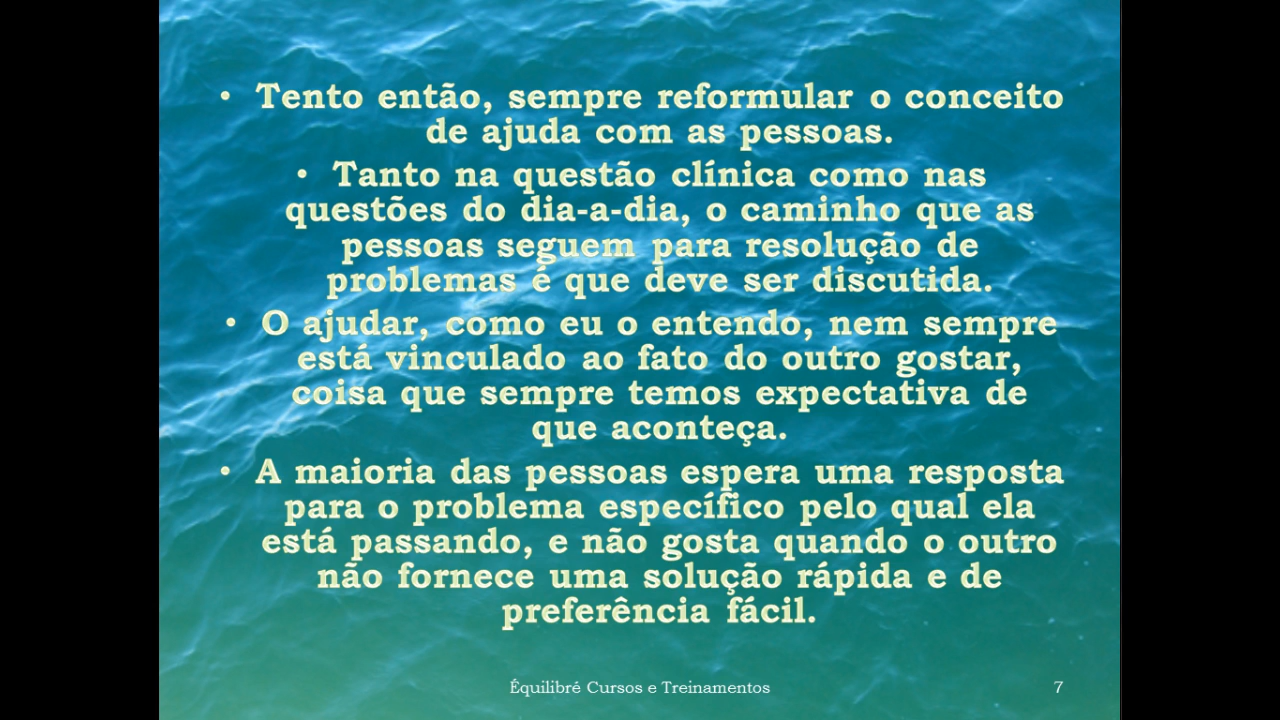 • Tento então, sempre reformular o conceito
de ajuda com as pessoas.
• Tanto na questão clínica como nas
questões do dia-a-dia, o caminho que as
pessoas seguem para resolução de
problemas é que deve ser discutida.
• O ajudar, como eu o entendo, nem sempre
está vinculado ao fato do outro gostar,
coisa que sempre temos expectativa de
que aconteça.
• A maioria das pessoas espera uma resposta
para o problema específico pelo qual ela
está passando, e não gosta quando o outro
não fornece uma solução rápida e de
preferência fácil.
Équilibré Cursos e Treinamentos
7